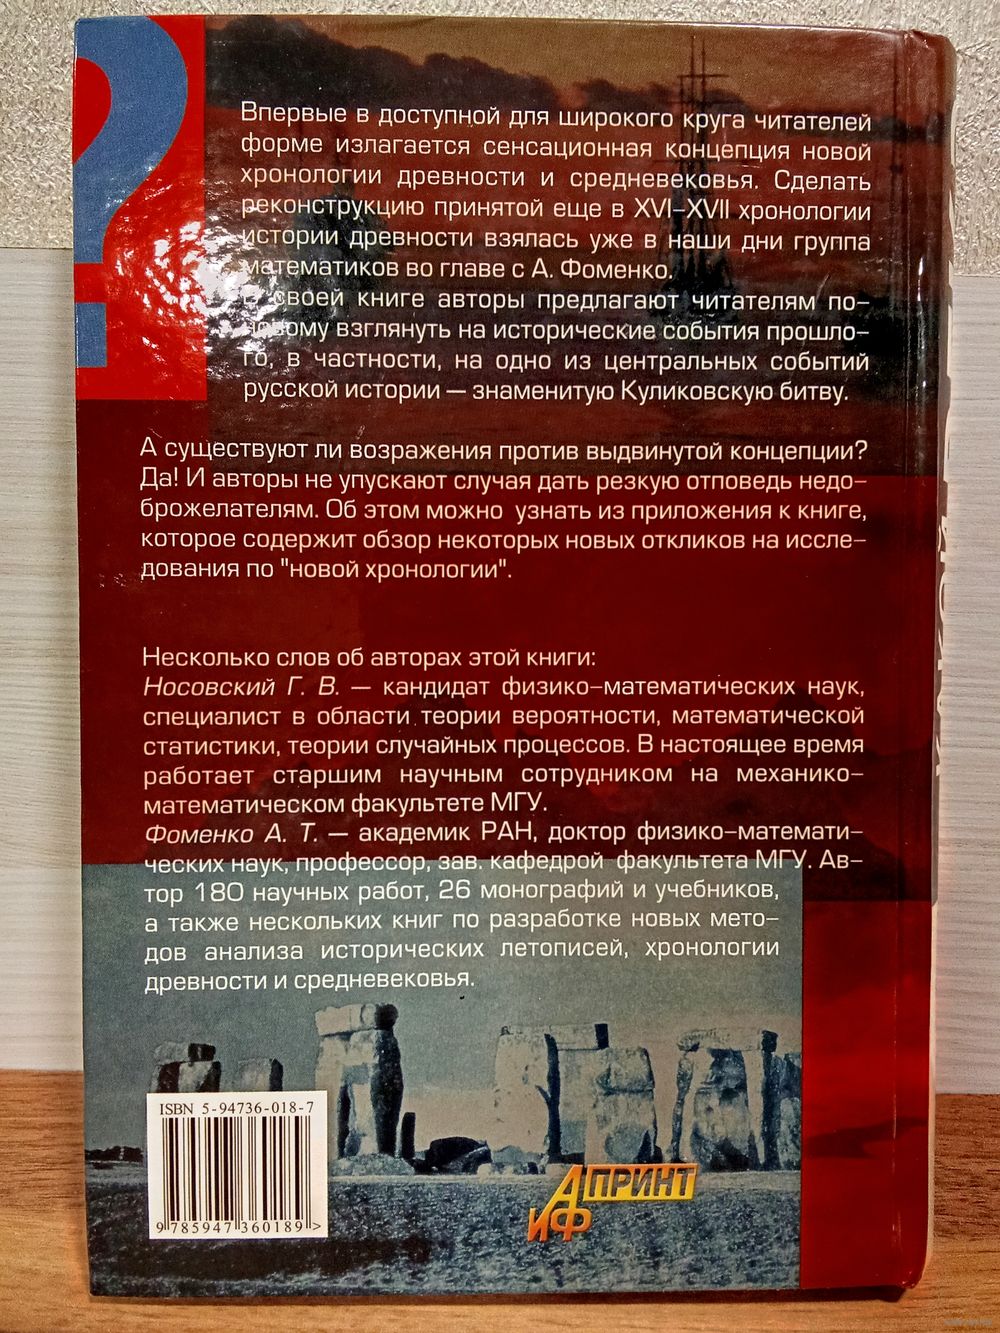 Впервые в доступной для широкого круга читателей
форме излагается сенсационная концепция новой
хронологии древности и средневековья. Сделать
реконструкцию принятой еще в XVI–XVII хронологии
истории древности взялась уже в наши дни группа
математиков во главе с А. Фоменко.
своей книге авторы предлагают читателям по–
новому взглянуть на исторические события прошло–
го, в частности, на одно из центральных событий
русской истории — знаменитую Куликовскую битву.
А существуют ли возражения против выдвинутой концепции?
Да! И авторы не упускают случая дать резкую отповедь недо–
брожелателям. Об этом можно узнать из приложения к книге,
которое содержит обзор некоторых новых откликов на иссле–
дования по "новой хронологии".
Несколько слов об авторах этой книги:
Носовский Г. В. — кандидат физико–математических наук,
специалист в области теории вероятности, математической
статистики, теории случайных процессов. В настоящее время
работает старшим научным сотрудником на механико–
математическом факультете МГУ.
Фоменко А. Т. — академик РАН, доктор физико–математи–
ческих наук, профессор, зав. кафедрой факультета МГУ. Ав–
тор 180 научных работ, 26 монографий и учебников,
а также нескольких книг по разработке новых мето–
дов анализа исторических летописей, хронологии
древности и средневековья.
ISBN 5-94736-018-7
9 785947 360189 >
АиФ ПРИНТ